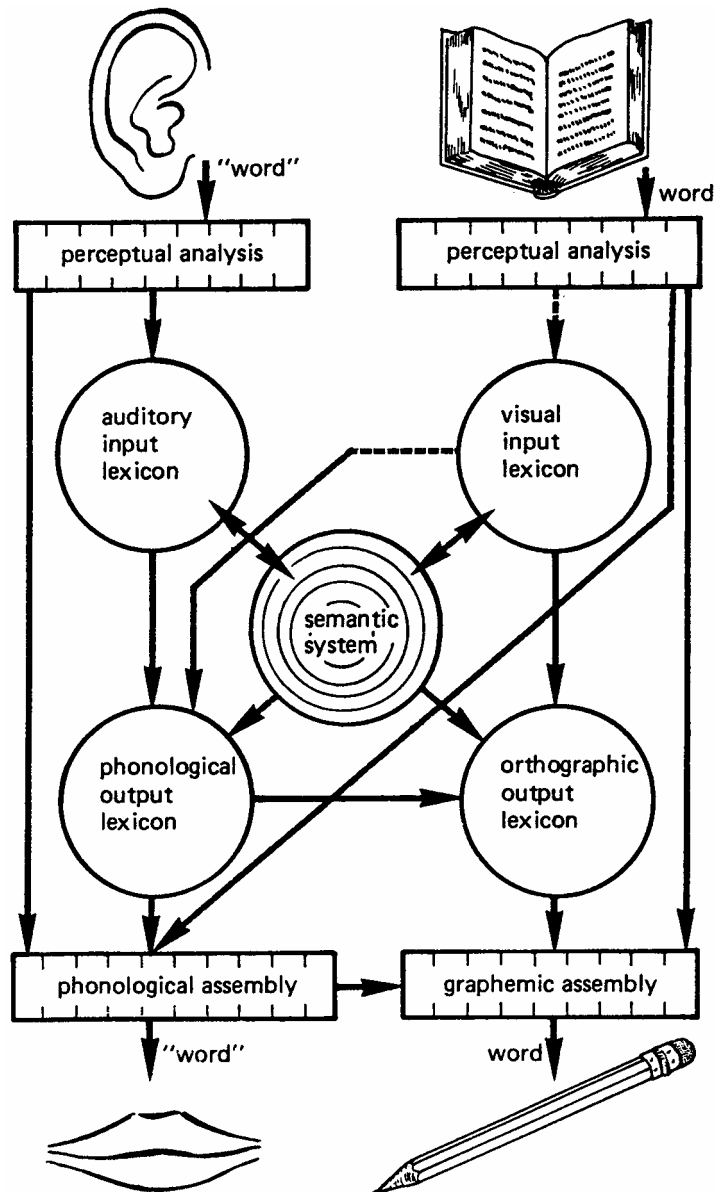 "word"
word
perceptual analysis
perceptual analysis
auditory
input
lexicon
visual
input
lexicon
semantic
system
phonological
output
lexicon
orthographic
output
lexicon
phonological assembly
graphemic assembly
"word"
word